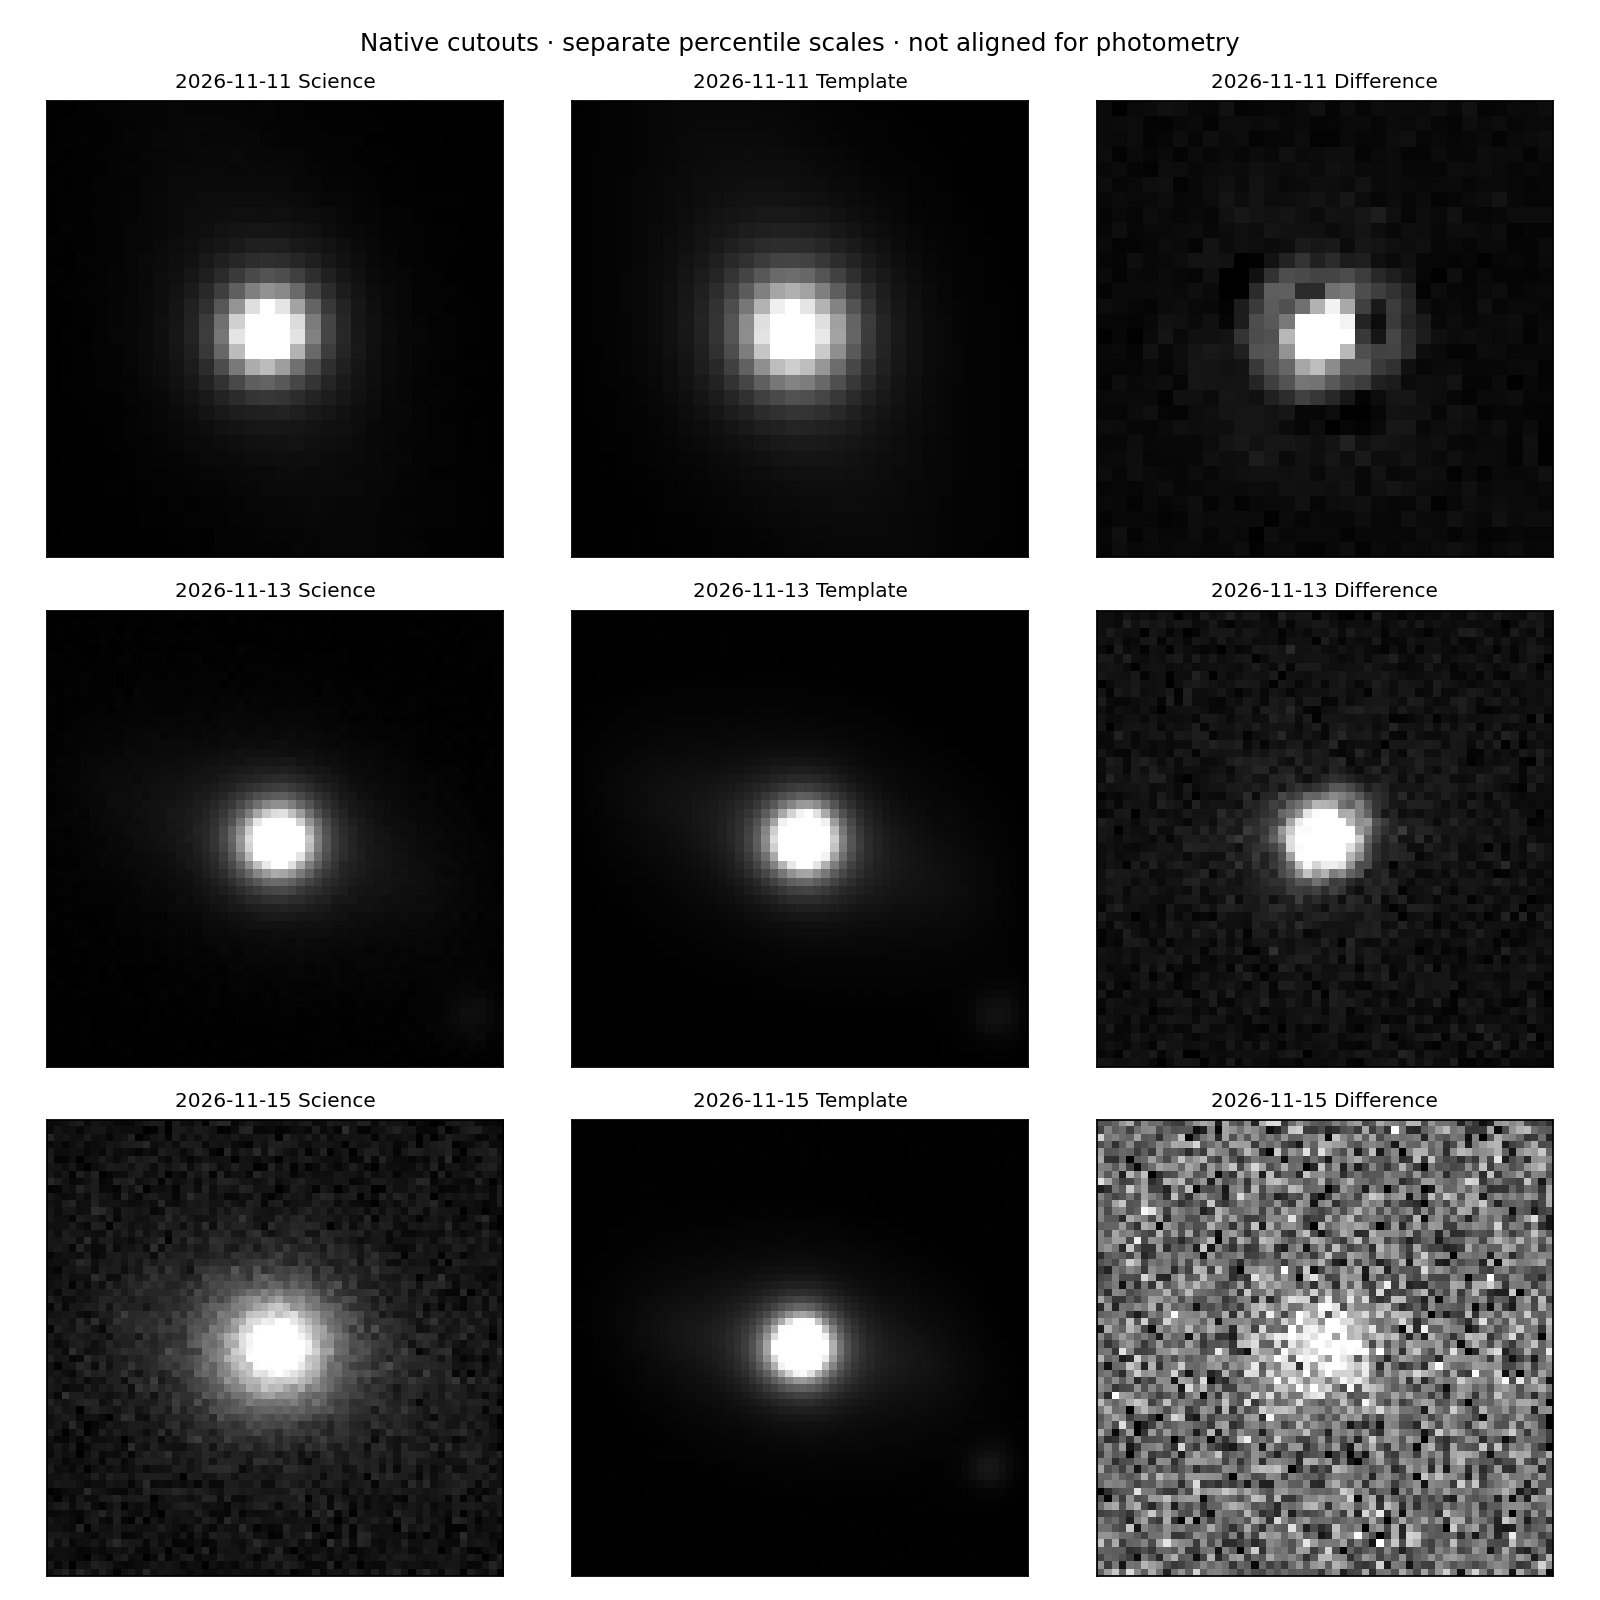 Native cutouts · separate percentile scales · not aligned for photometry
2026-11-11 Science
2026-11-11 Template
2026-11-11 Difference
2026-11-13 Science
2026-11-13 Template
2026-11-13 Difference
2026-11-15 Science
2026-11-15 Template
2026-11-15 Difference